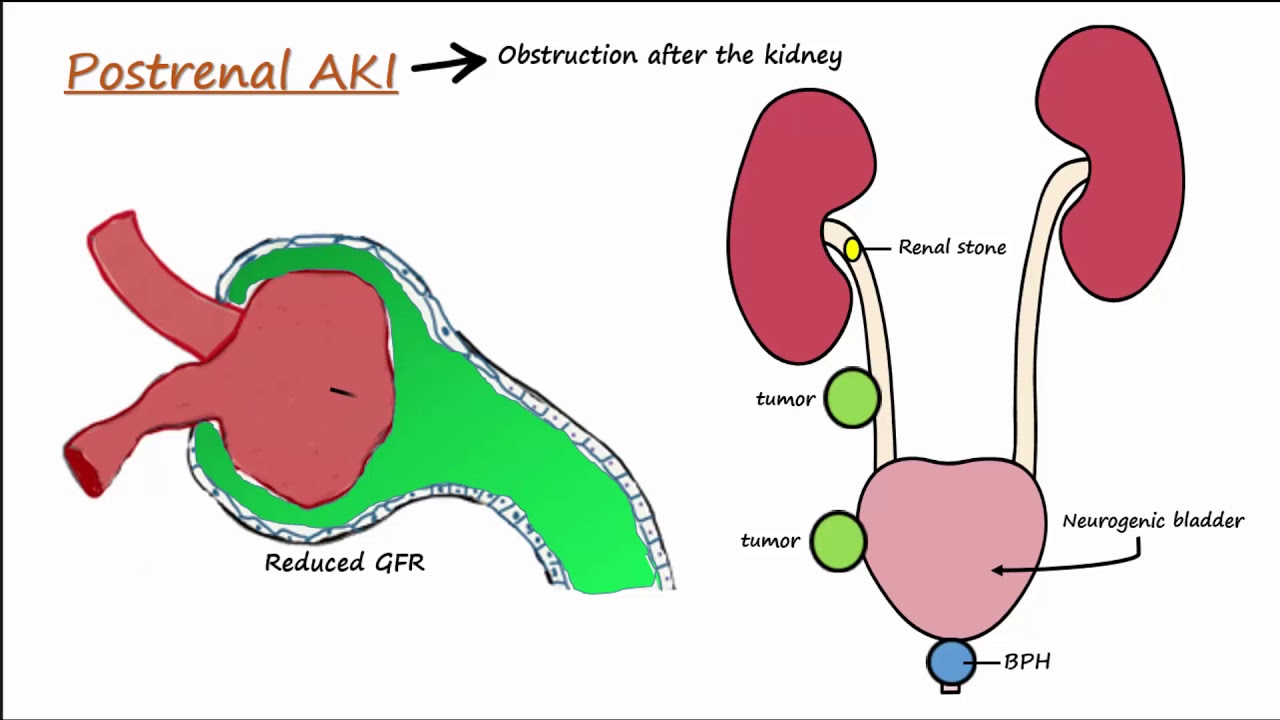 Postrenal AKI
Obstruction after the kidney
Renal stone
tumor
tumor
Neurogenic bladder
Reduced GFR
BPH